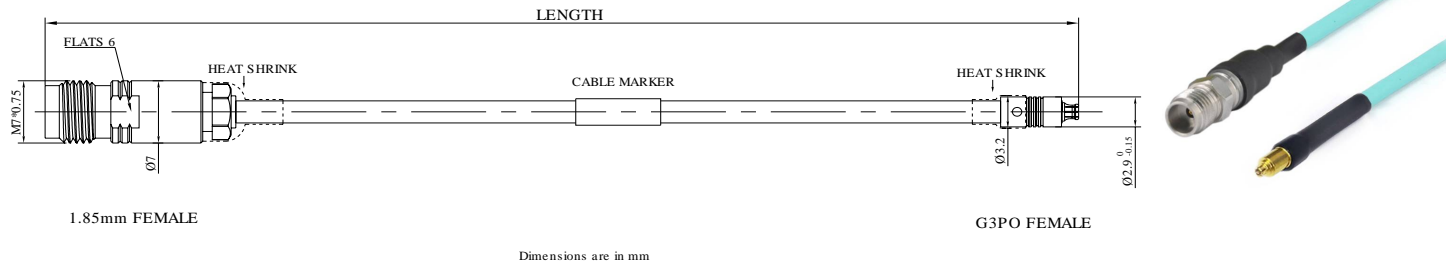 LENGTH
FLATS 6
HEAT SHRINK
CABLE MARKER
HEAT SHRINK
M7*0.75
Ø7
Ø3.2
Ø2.9 0 -0.15
1.85mm FEMALE
G3PO FEMALE
Dimensions are in mm